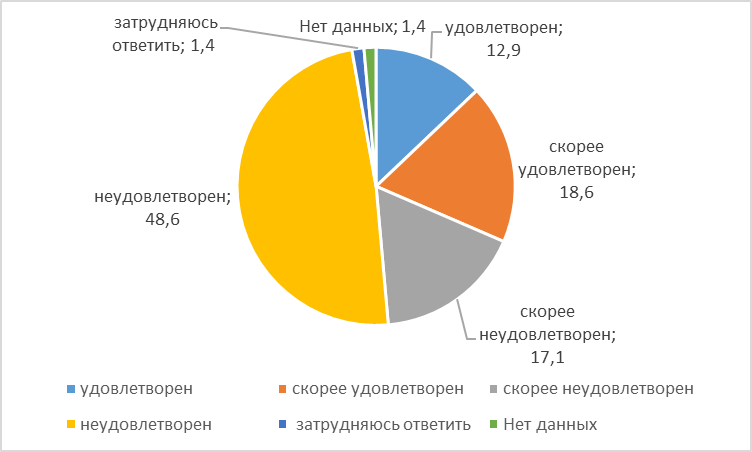 затрудняюсь
ответить; 1,4
Нет данных; 1,4
удовлетворен;
12,9
скорее
удовлетворен;
18,6
неудовлетворен;
48,6
скорее
неудовлетворен;
17,1
удовлетворен
скорее удовлетворен
скорее неудовлетворен
неудовлетворен
затрудняюсь ответить
Нет данных